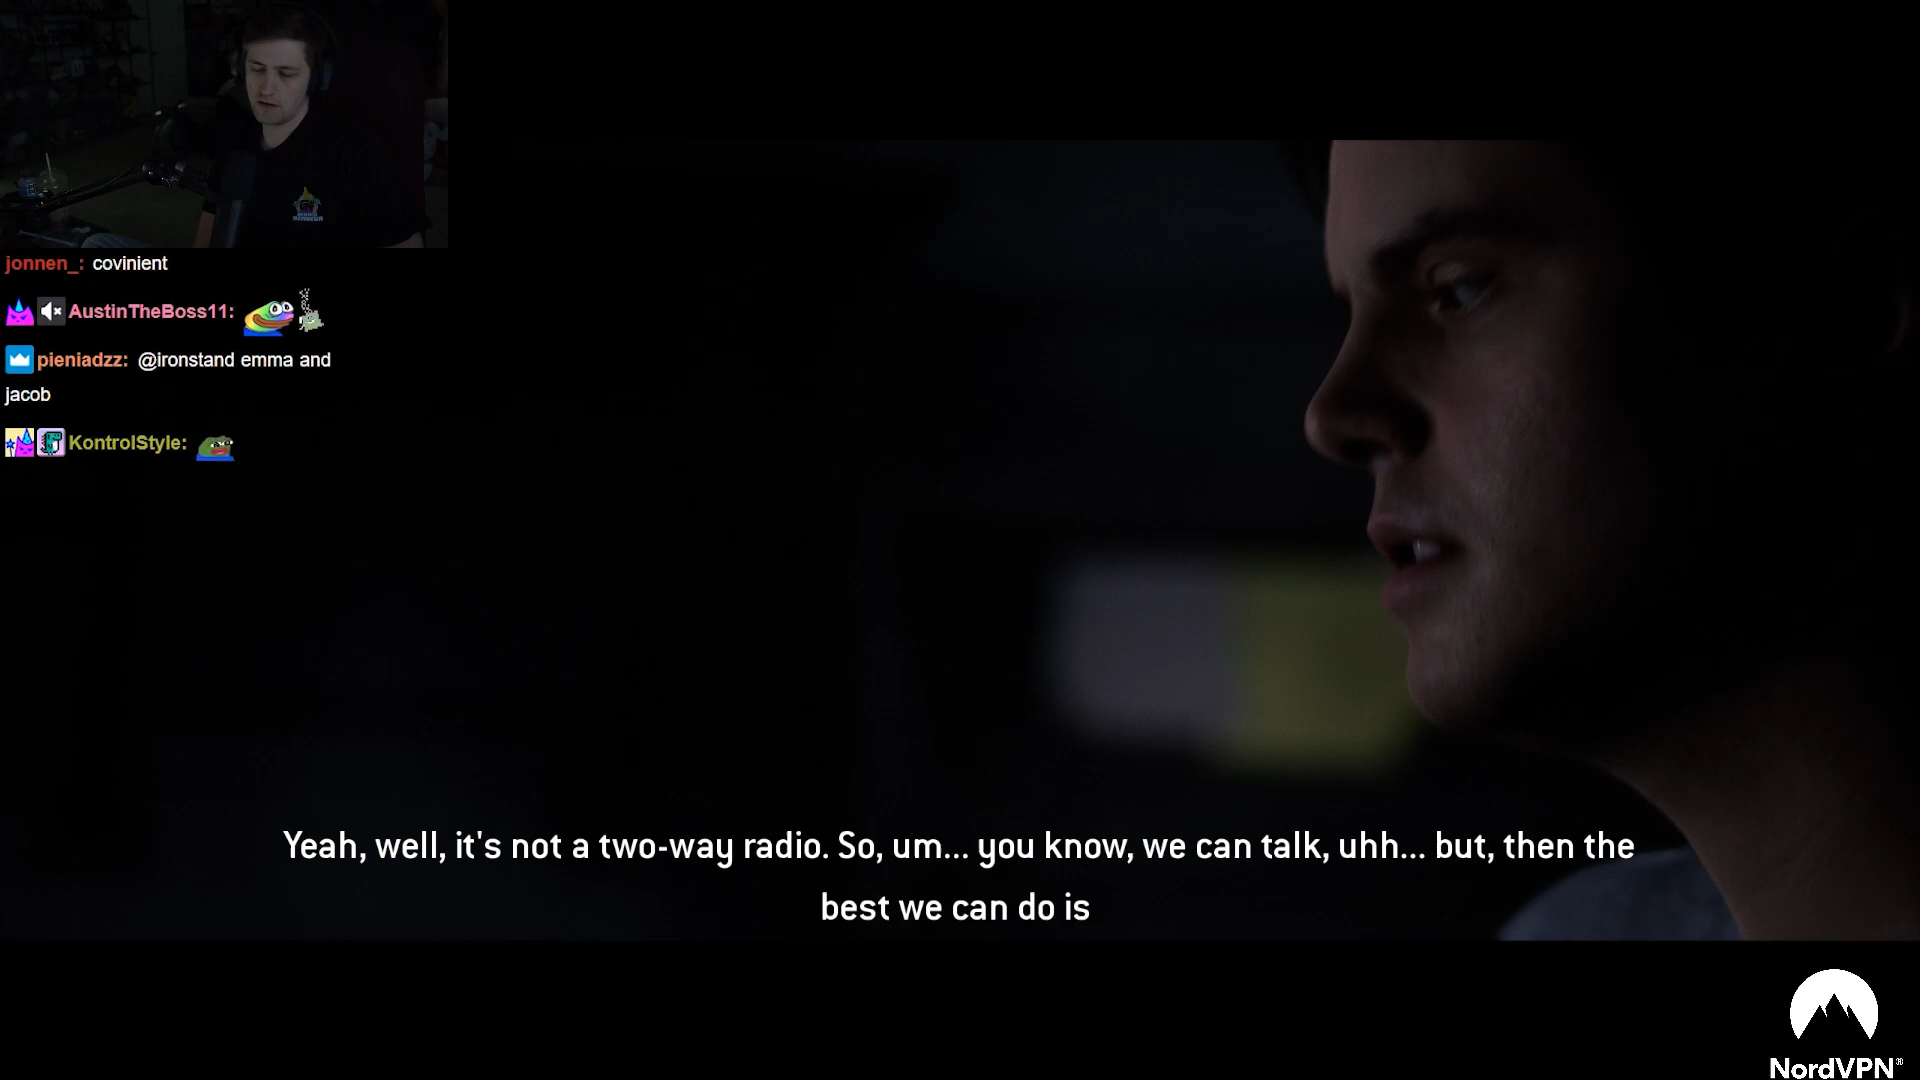 jonnen_: covinient
AustinTheBoss11:
pieniadzz: @ironstand emma and
jacob
KontrolStyle:
Yeah, well, it's not a two-way radio. So, um... you know, we can talk, uhh... but, then the
best we can do is
NordVPN®